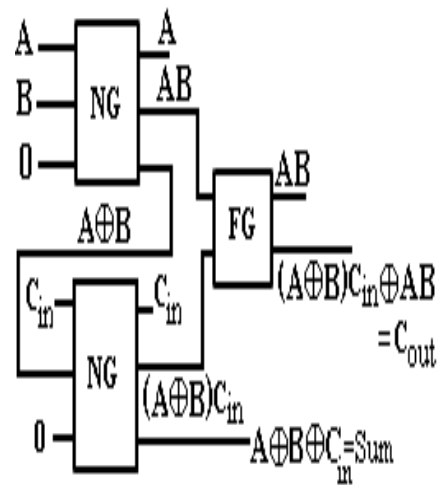 A
A
NG
AB
B
0
A⊕B
AB
FG
(A⊕B)Cin⊕AB
=Cout
Cin
Cin
NG
(A⊕B)Cin
0
A⊕B⊕Cin=Sum